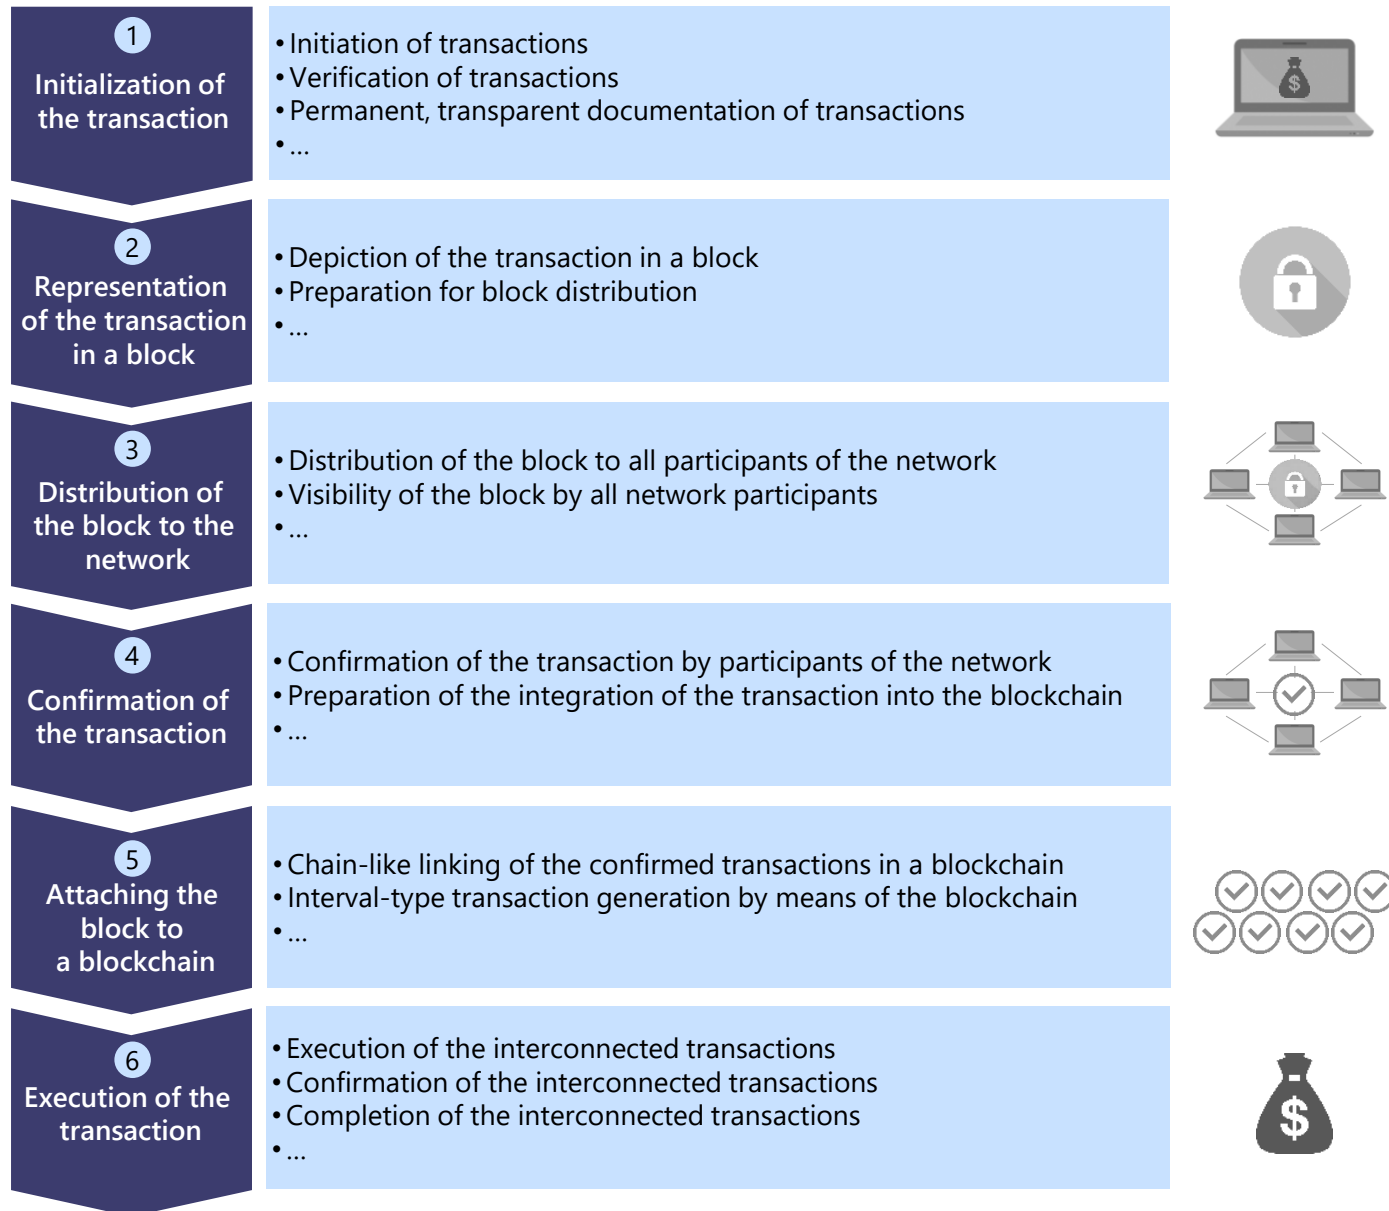 1
Initialization of
the transaction
• Initiation of transactions
• Verification of transactions
• Permanent, transparent documentation of transactions
• ...
$
2
Representation
of the transaction
in a block
• Depiction of the transaction in a block
• Preparation for block distribution
• ...
3
Distribution of
the block to the
network
• Distribution of the block to all participants of the network
• Visibility of the block by all network participants
• ...
4
Confirmation of
the transaction
• Confirmation of the transaction by participants of the network
• Preparation of the integration of the transaction into the blockchain
• ...
5
Attaching the
block to
a blockchain
• Chain-like linking of the confirmed transactions in a blockchain
• Interval-type transaction generation by means of the blockchain
• ...
6
Execution of the
transaction
• Execution of the interconnected transactions
• Confirmation of the interconnected transactions
• Completion of the interconnected transactions
• ...
$